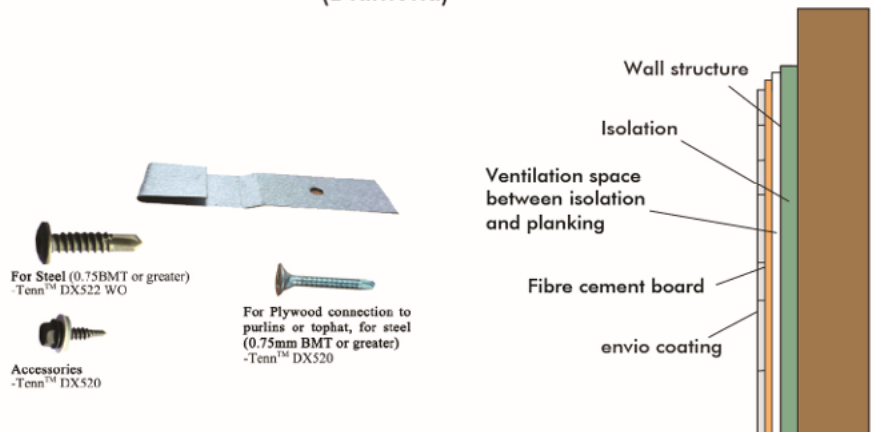 For Steel (0.75BMT or greater)
-Tenn™ DX522 WO
Accessories
-Tenn™ DX520
For Plywood connection to
purlins or tophat, for steel
(0.75mm BMT or greater)
-Tenn™ DX520
Wall structure
Isolation
Ventilation space
between isolation
and planking
Fibre cement board
envio coating